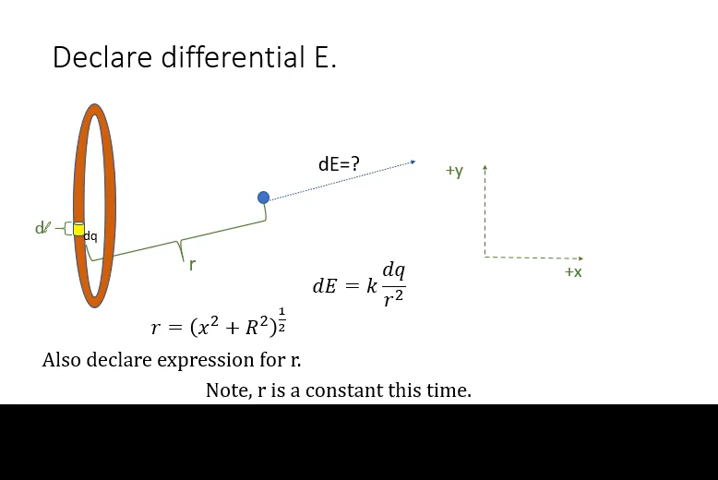 Declare differential E.
dE=?
+y
dℓ
dq
r
+x
dE = k dq/r²
r = (x² + R²)^(1/2)
Also declare expression for r.
Note, r is a constant this time.